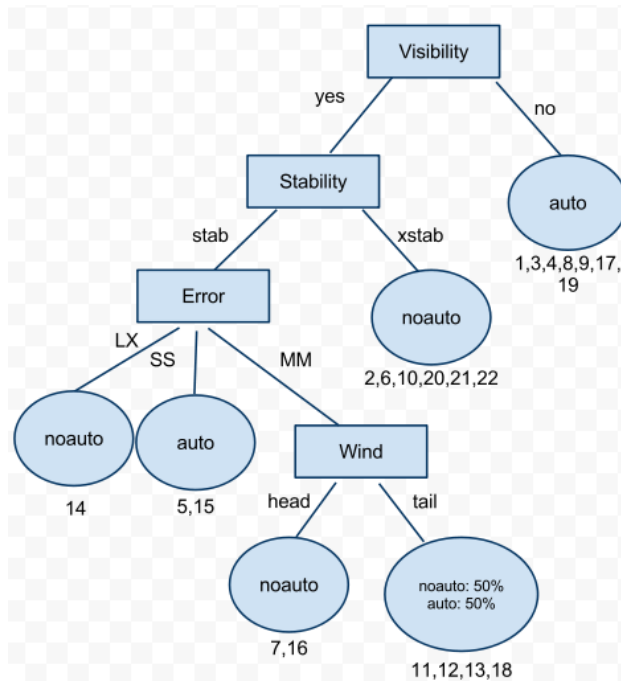 Visibility
yes
no
Stability
auto
stab
xstab
1,3,4,8,9,17,
19
Error
noauto
LX
SS
MM
2,6,10,20,21,22
noauto
auto
Wind
14
5,15
head
tail
noauto
noauto: 50%
auto: 50%
7,16
11,12,13,18